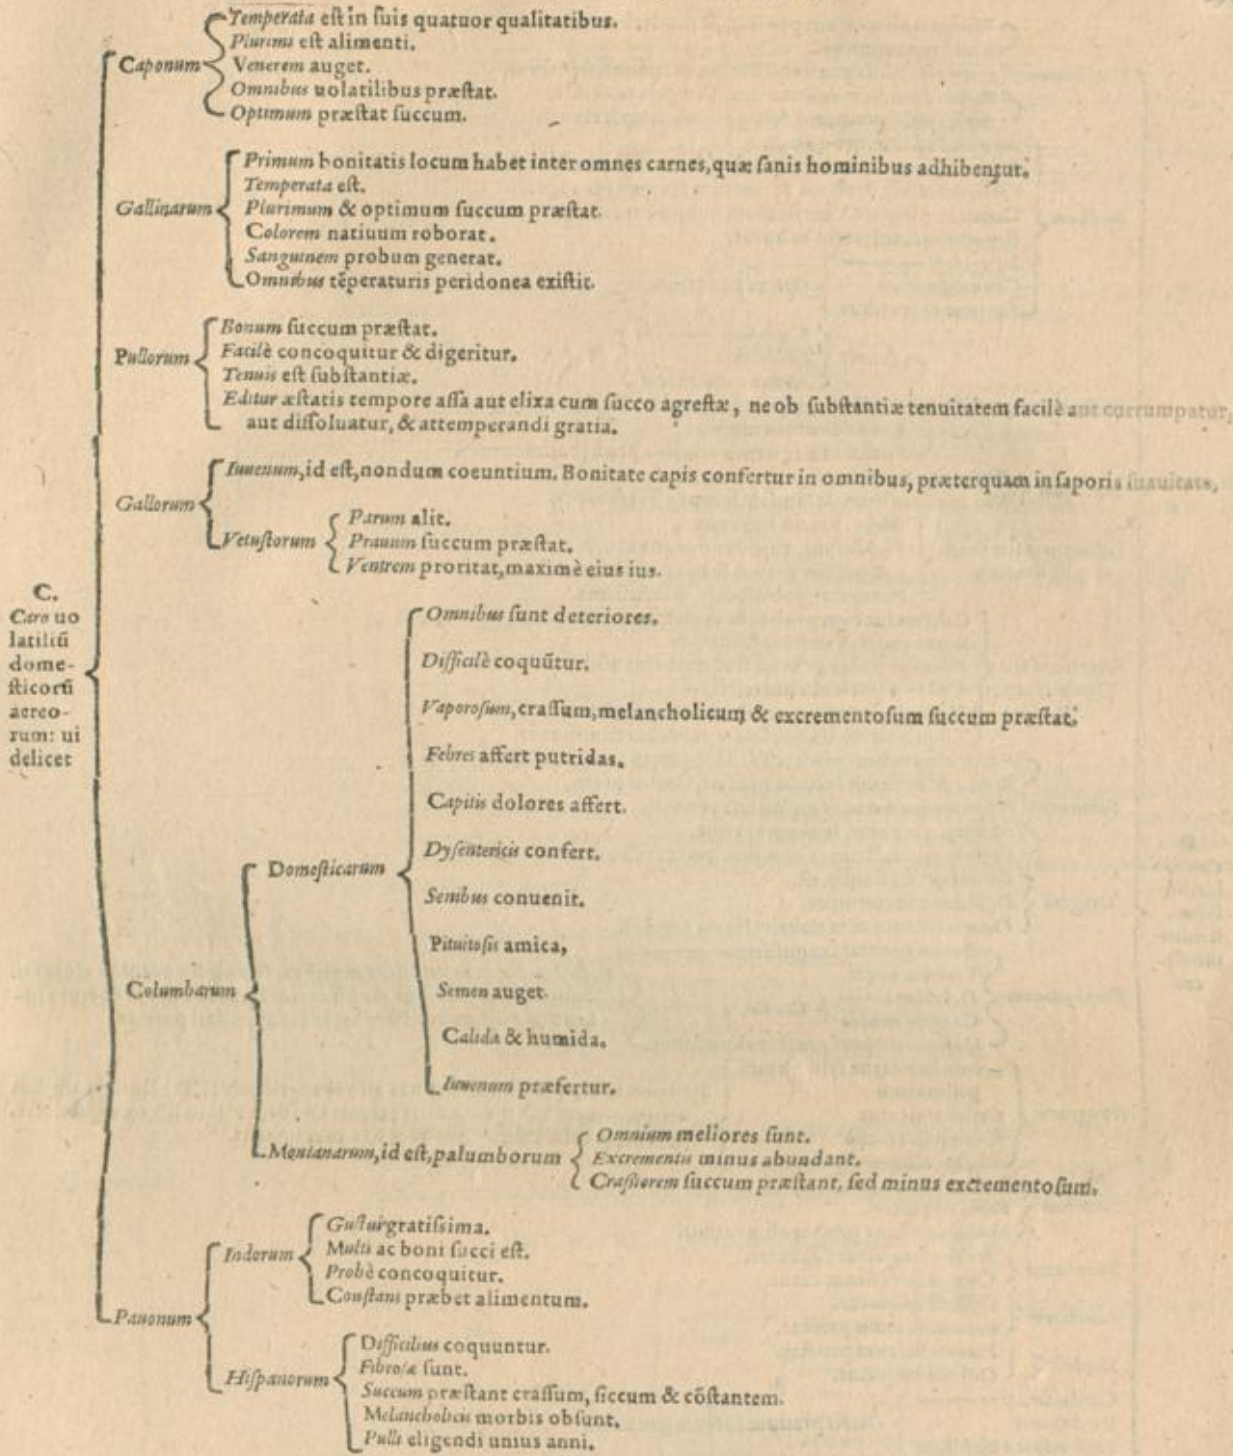 Temperata eſt in ſuis quatuor qualitatibus.
Plurimi eſt alimenti.
Caponum
Venerem auget.
Omnibus uolatilibus præſtat.
Optimum præſtat ſuccum.
Primum bonitatis locum habet inter omnes carnes, quæ ſanis hominibus adhibentur.
Temperata eſt.
Gallinarum
Plurimum & optimum ſuccum præſtat.
Colorem natiuum roborat.
Sanguinem probum generat.
Omnibus tẽperaturis peridonea exiſtit.
Bonum ſuccum præſtat.
Pullorum
Facilè concoquitur & digeritur.
Tenuis eſt ſubſtantiæ.
Editur æſtatis tempore aſſa aut elixa cum ſucco agreſtæ, ne ob ſubſtantiæ tenuitatem facilè aut corrumpatur,
aut diſſoluatur, & attemperandi gratia.
Gallorum
Iuuenum, id eſt, nondum coeuntium. Bonitate capis confertur in omnibus, præterquam in ſaporis ſuauitate,
Vetuſtorum
Parum alit.
Prauum ſuccum præſtat.
Ventrem proritat, maximè eius ius.
C.
Caro uo
latiliũ
dome-
ſticorũ
aereo-
rum: ui
delicet
Columbarum
Domeſticarum
Omnibus ſunt deteriores.
Difficilè coquũtur.
Vaporoſum, craſſum, melancholicum & excrementoſum ſuccum præſtat.
Febres affert putridas.
Capitis dolores affert.
Dyſentericis confert.
Senibus conuenit.
Pituitoſis amica,
Semen auget.
Calida & humida.
Iuuenum præfertur.
Montanarum, id eſt, palumborum
Omnium meliores ſunt.
Excrementis minus abundant.
Craſſiorem ſuccum præſtant, ſed minus excrementoſum.
Pauonum
Indorum
Guſtui gratiſsima.
Multi ac boni ſucci eſt.
Probè concoquitur.
Conſtans præbet alimentum.
Hiſpanorum
Difficilius coquuntur.
Fibroſæ ſunt.
Succum præſtant craſſum, ſiccum & cõſtantem.
Melancholicis morbis obſunt.
Pulli eligendi unius anni.